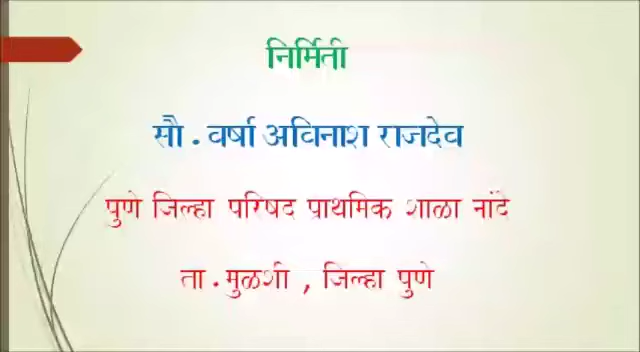 निर्मिती
सौ . वर्षा अविनाश राजदेव
पुणे जिल्हा परिषद प्राथमिक शाळा नांदे
ता . मुळशी , जिल्हा पुणे